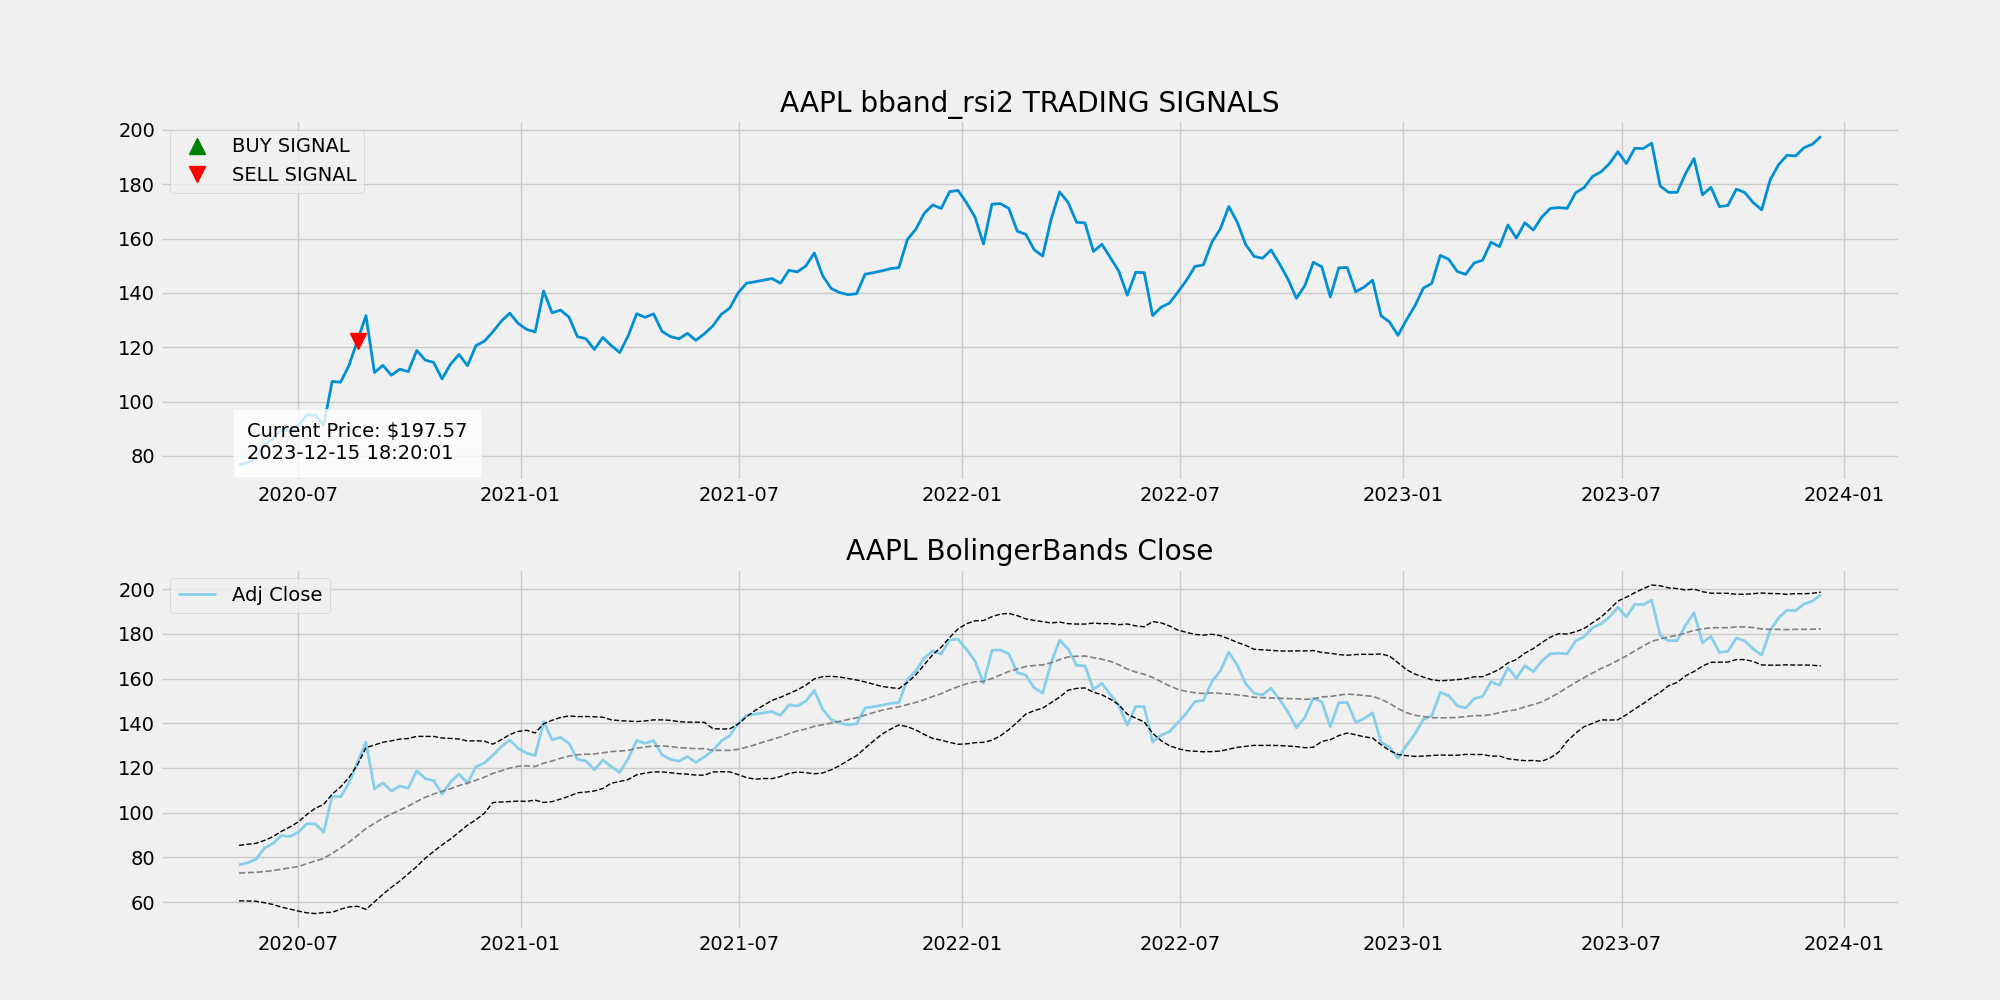 AAPL bband_rsi2 TRADING SIGNALS
200
180
160
140
120
100
80
BUY SIGNAL
SELL SIGNAL
Current Price: $197.57
2023-12-15 18:20:01
2020-07 2021-01 2021-07 2022-01 2022-07 2023-01 2023-07 2024-01
AAPL BolingerBands Close
200
180
160
140
120
100
80
60
Adj Close
2020-07 2021-01 2021-07 2022-01 2022-07 2023-01 2023-07 2024-01